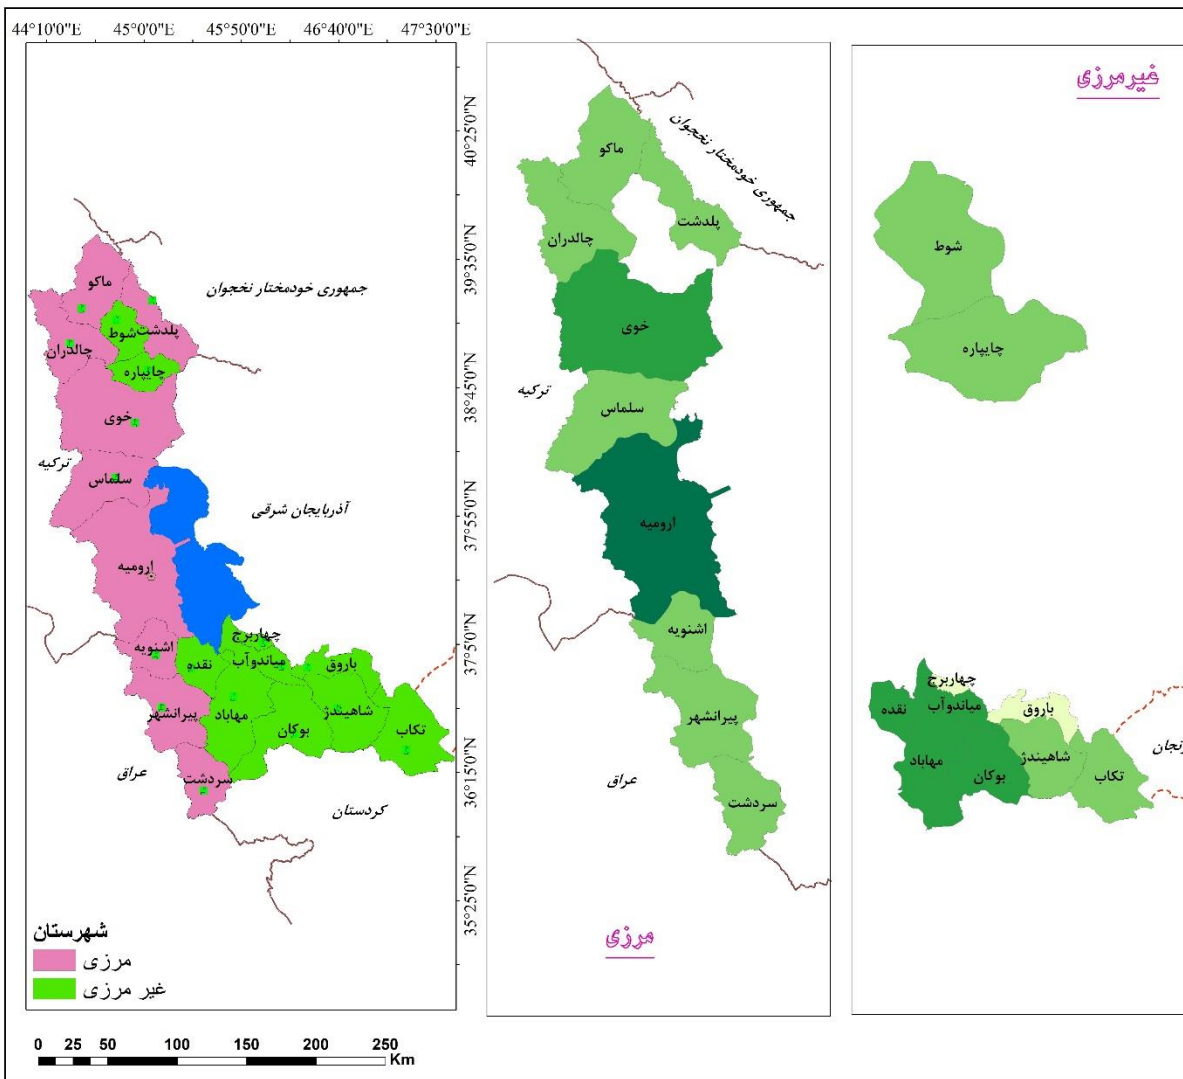 44°10'0"E 45°0'0"E 45°50'0"E 46°40'0"E 47°30'0"E
40°25'0"N
39°35'0"N
38°45'0"N
37°55'0"N
37°5'0"N
36°15'0"N
35°25'0"N
ماکو
جمهوری خودمختار نخجوان
پلدشت
شوط
چالدران
چایپاره
خوی
ترکیه
سلماس
آذربایجان شرقی
ارومیه
چهاربرج
اشنویه
نقده
میاندوآب
باروق
پیرانشهر
مهاباد
بوکان
شاهیندژ
تکاب
عراق
سردشت
کردستان
شهرستان
مرزی
غیر مرزی
0 25 50 100 150 200 250
Km
ماکو
جمهوری خودمختار نخجوان
پلدشت
چالدران
خوی
ترکیه
سلماس
ارومیه
اشنویه
پیرانشهر
عراق
سردشت
مرزی
غیرمرزی
شوط
چایپاره
چهاربرج
نقده
میاندوآب
باروق
مهاباد
بوکان
شاهیندژ
تکاب